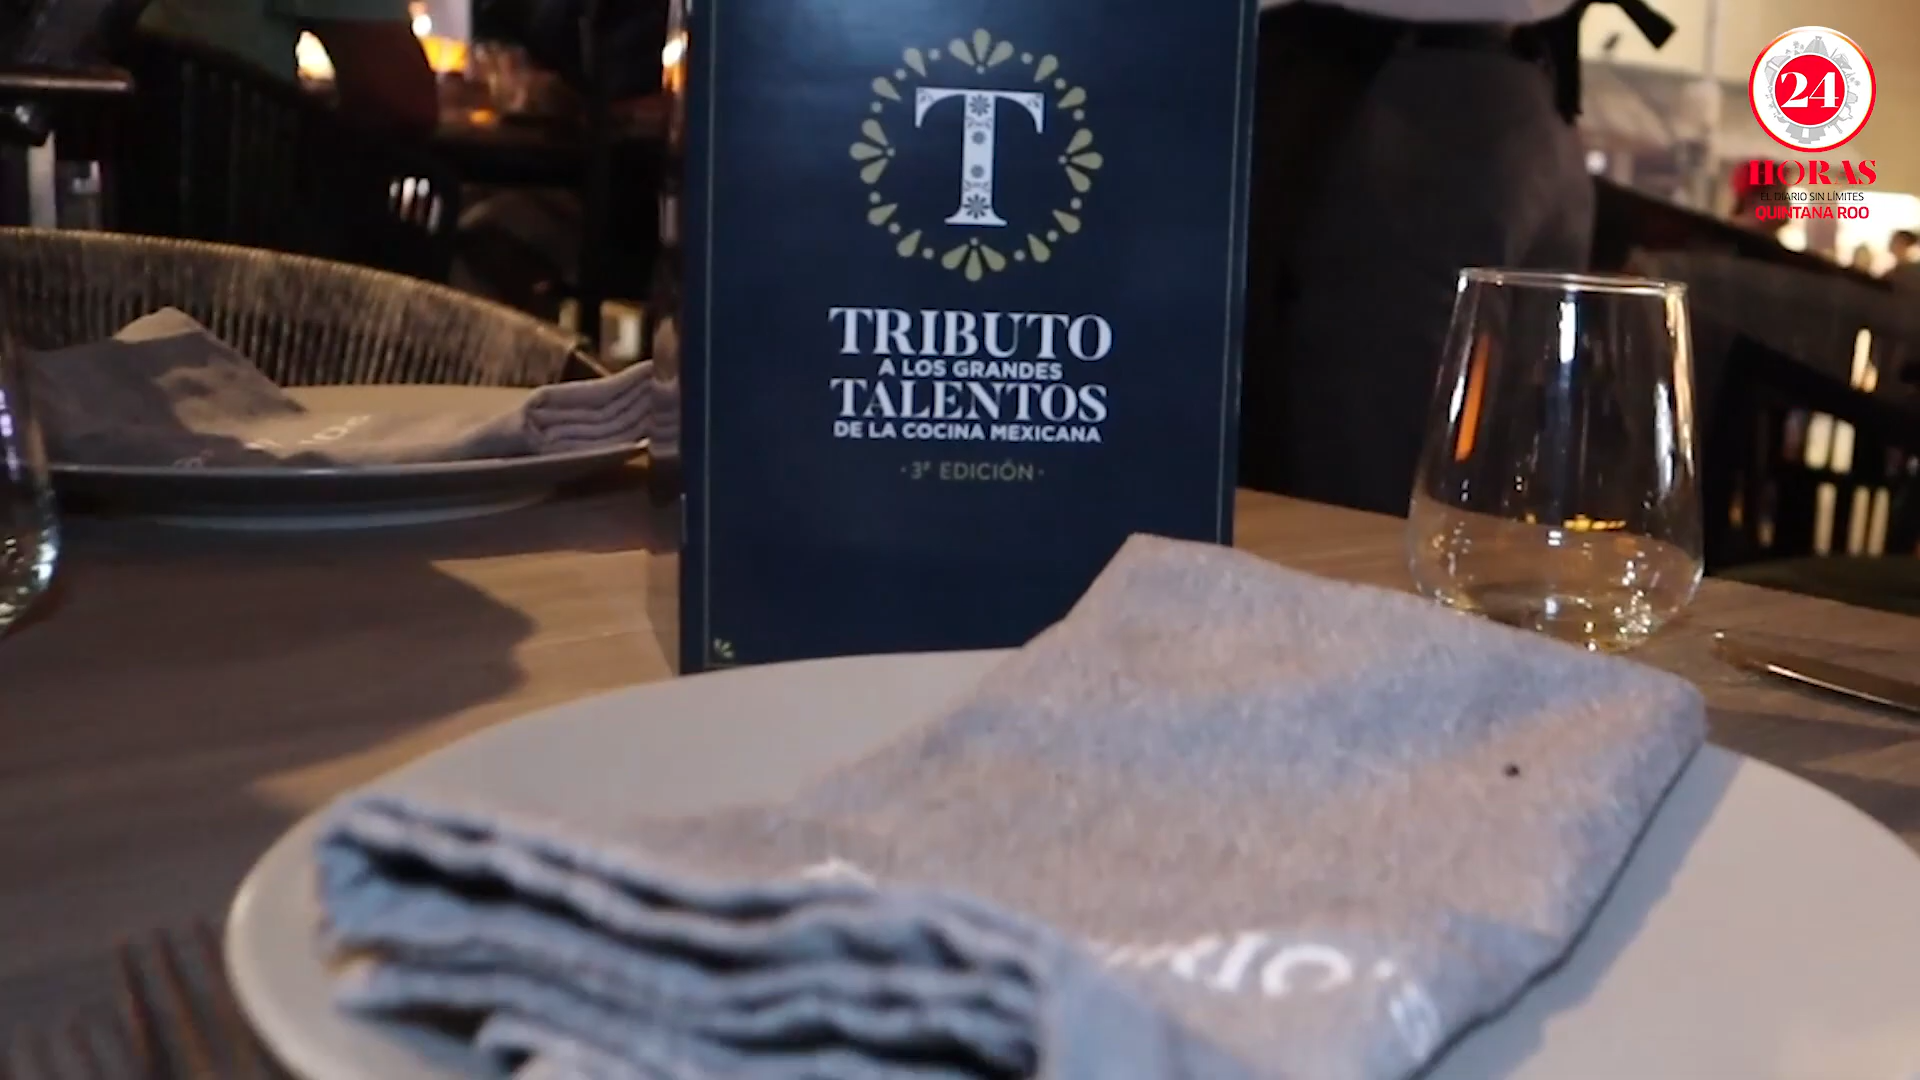 T
TRIBUTO
A LOS GRANDES
TALENTOS
DE LA COCINA MEXICANA
· 3ª EDICIÓN ·
24
HORAS
EL DIARIO SIN LÍMITES
QUINTANA ROO